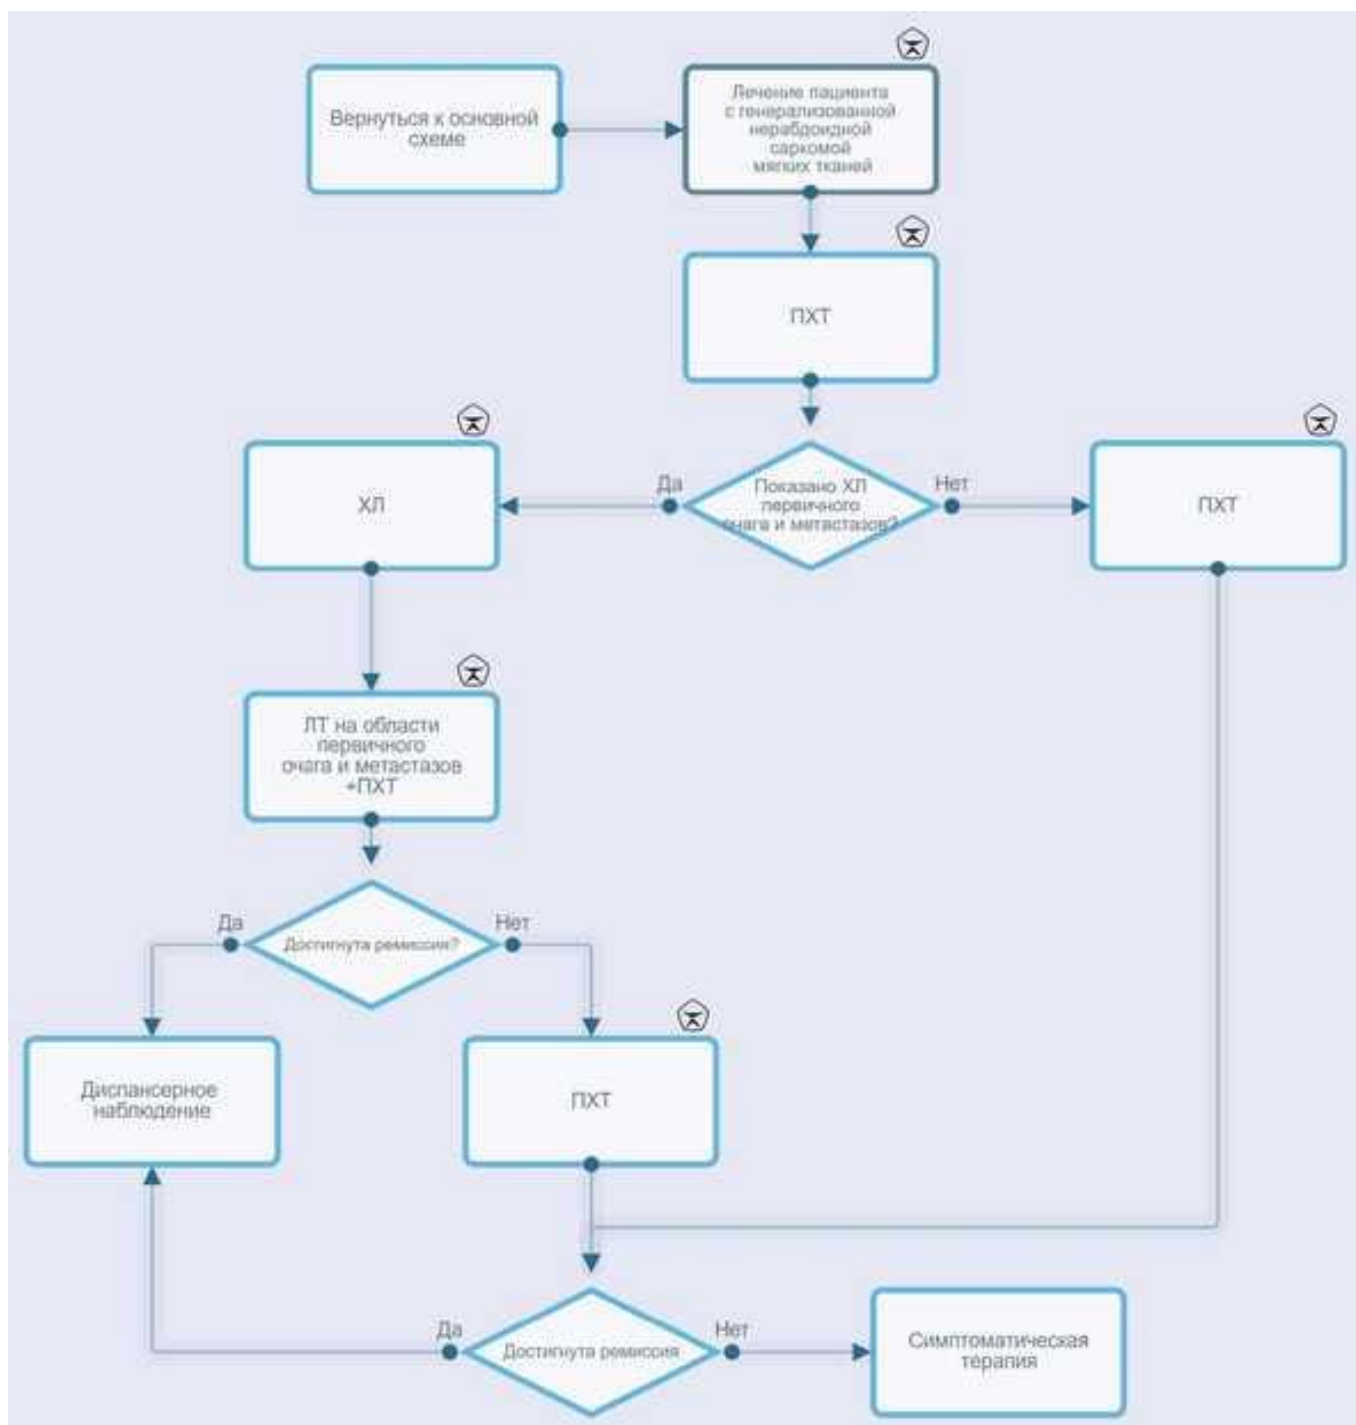 Вернуться к основной
схеме
Лечение пациента
с генерализованной
нерабдоидной
саркомой
мягких тканей
ПХТ
Да
Показано ХЛ
первичного
очага и метастазов?
Нет
ХЛ
ПХТ
ЛТ на области
первичного
очага и метастазов
+ПХТ
Да
Достигнута ремиссия?
Нет
Диспансерное
наблюдение
ПХТ
Да
Достигнута ремиссия
Нет
Симптоматическая
терапия